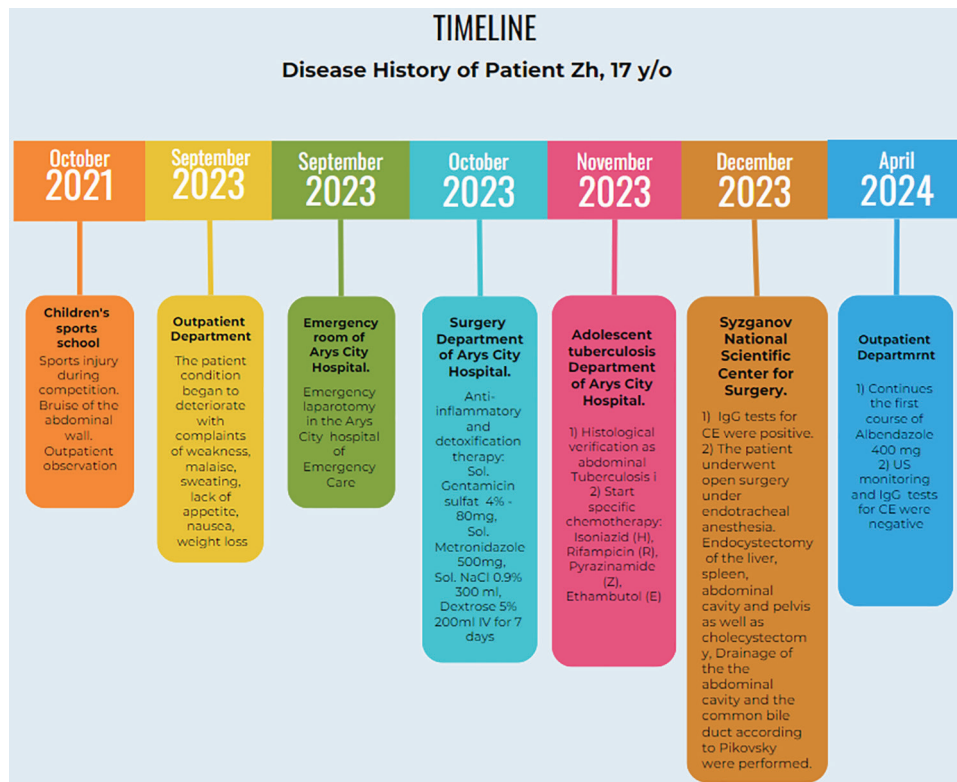 TIMELINE
Disease History of Patient Zh, 17 y/o
October
2021
September
2023
September
2023
October
2023
November
2023
December
2023
April
2024
Children's
sports
school
Sports injury
during
competition.
Bruise of the
abdominal
wall.
Outpatient
observation
Outpatient
Department
The patient
condition
began to
deteriorate
with
complaints
of weakness,
malaise,
sweating,
lack of
appetite,
nausea,
weight loss
Emergency
room of
Arys City
Hospital.
Emergency
laparotomy
in the Arys
City hospital
of
Emergency
Care
Surgery
Department
of Arys City
Hospital.
Anti-
inflammatory
and
detoxification
therapy:
Sol.
Gentamicin
sulfat 4% -
80mg,
Sol.
Metronidazole
500mg,
Sol. NaCl 0.9%
300 ml,
Dextrose 5%
200ml IV for 7
days
Adolescent
tuberculosis
Department
of Arys City
Hospital.
1) Histological
verification as
abdominal
Tuberculosis i
2) Start
specific
chemotherapy:
Isoniazid (H),
Rifampicin (R),
Pyrazinamide
(Z),
Ethambutol (E)
Syzganov
National
Scientific
Center for
Surgery.
1) IgG tests for
CE were positive.
2) The patient
underwent
open surgery
under
endotracheal
anesthesia.
Endocystectomy
of the liver,
spleen,
abdominal
cavity and pelvis
as well as
cholecystectom
y, Drainage of
the the
abdominal
cavity and the
common bile
duct according
to Pikovsky
were performed.
Outpatient
Departmrnt
1) Continues
the first
course of
Albendazole
400 mg
2) US
monitoring
and IgG tests
for CE were
negative